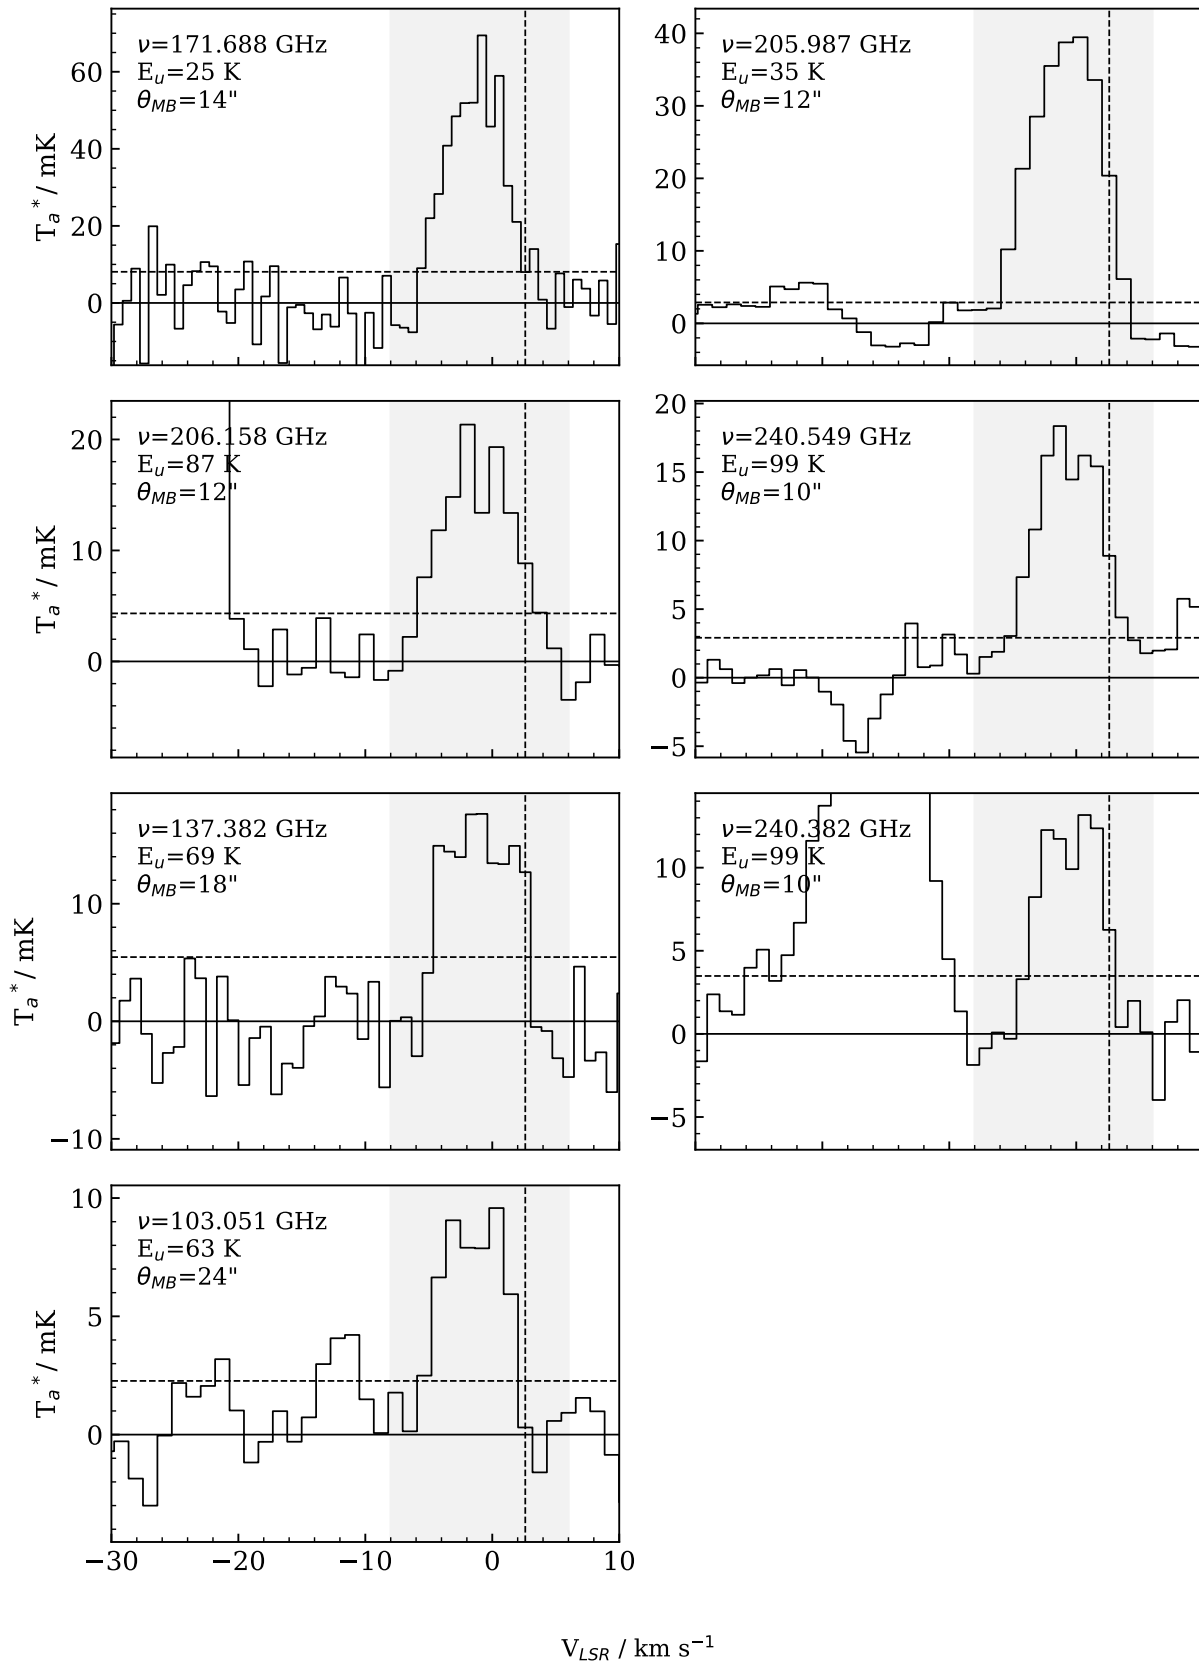 ν=171.688 GHz
E_u=25 K
θ_MB=14"
60
40
20
0
T_a^* / mK
ν=205.987 GHz
E_u=35 K
θ_MB=12"
40
30
20
10
0
ν=206.158 GHz
E_u=87 K
θ_MB=12"
20
10
0
T_a^* / mK
ν=240.549 GHz
E_u=99 K
θ_MB=10"
20
15
10
5
0
−5
ν=137.382 GHz
E_u=69 K
θ_MB=18"
10
0
−10
T_a^* / mK
ν=240.382 GHz
E_u=99 K
θ_MB=10"
10
5
0
−5
ν=103.051 GHz
E_u=63 K
θ_MB=24"
10
5
0
T_a^* / mK
−30 −20 −10 0 10
V_LSR / km s^−1